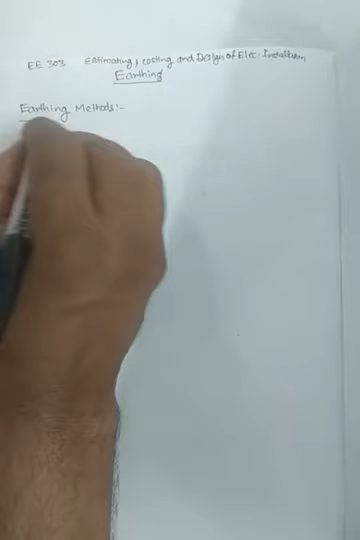 EE 303 Estimating, costing and Design of Elec. Installation
Earthing
Earthing Methods:-